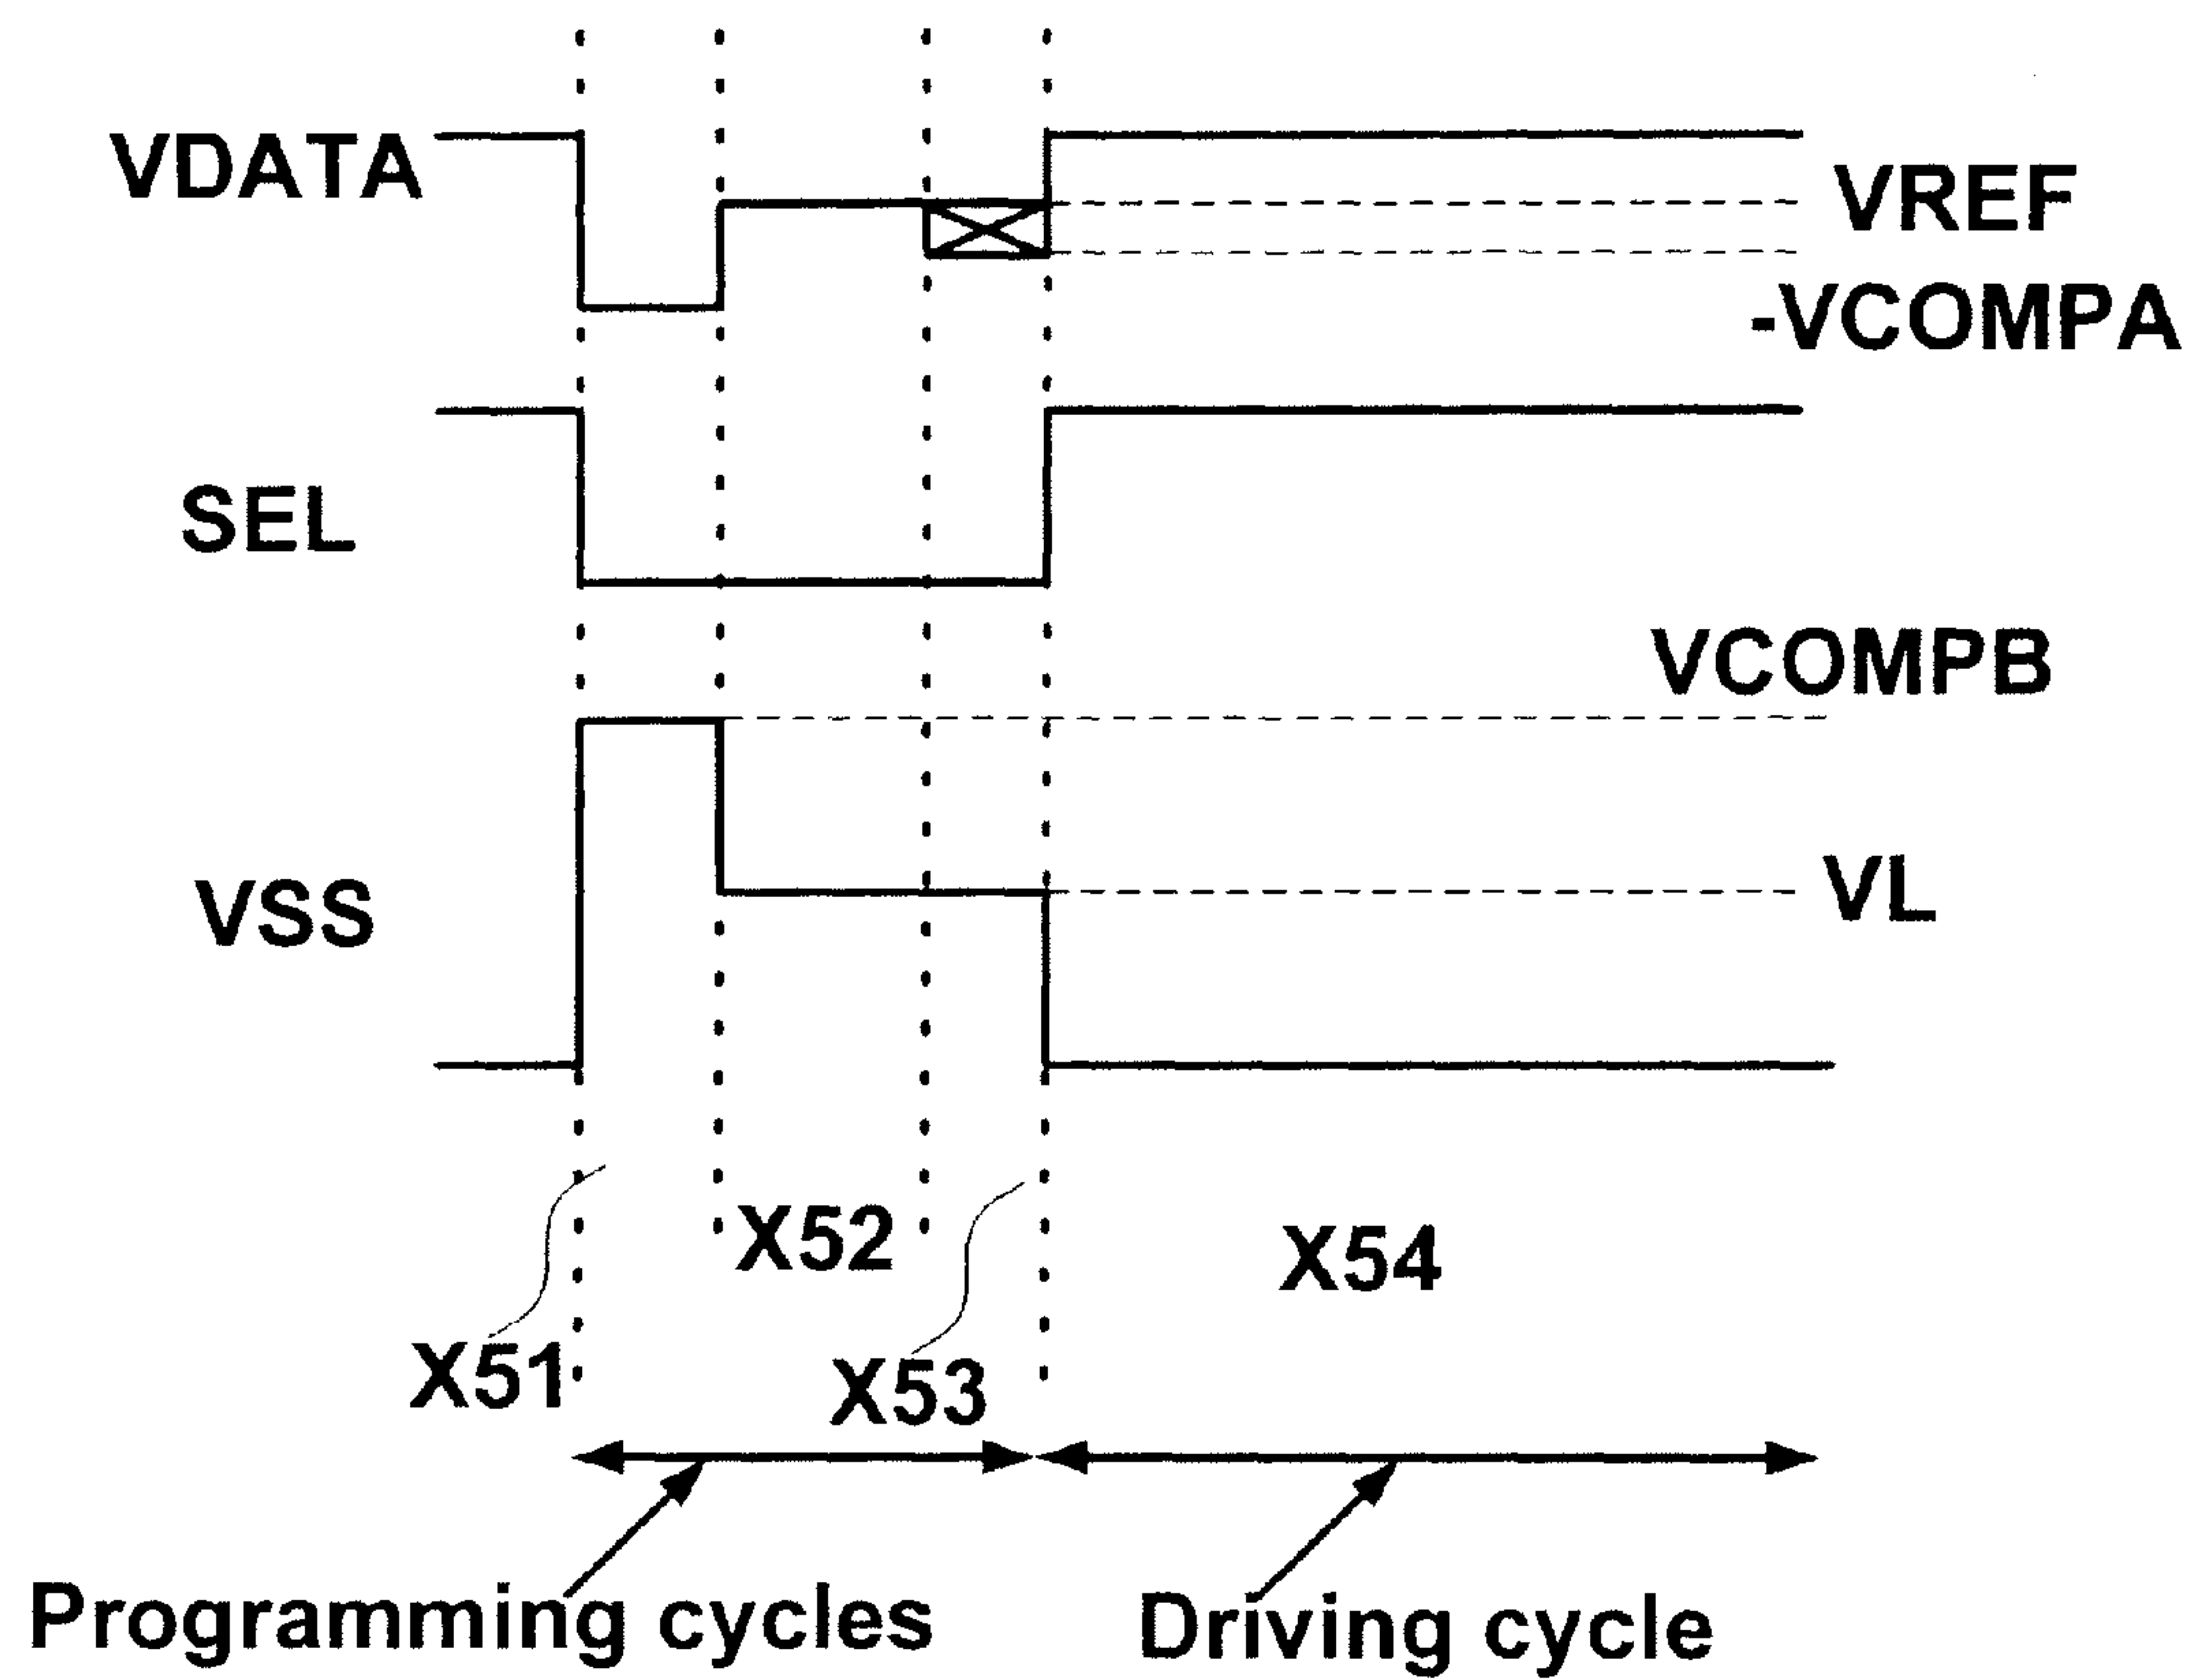 VDATA
VREF
-VCOMPA
SEL
VCOMPB
VSS
VL
X52
X54
X51
X53
Programming cycles
Driving cycle